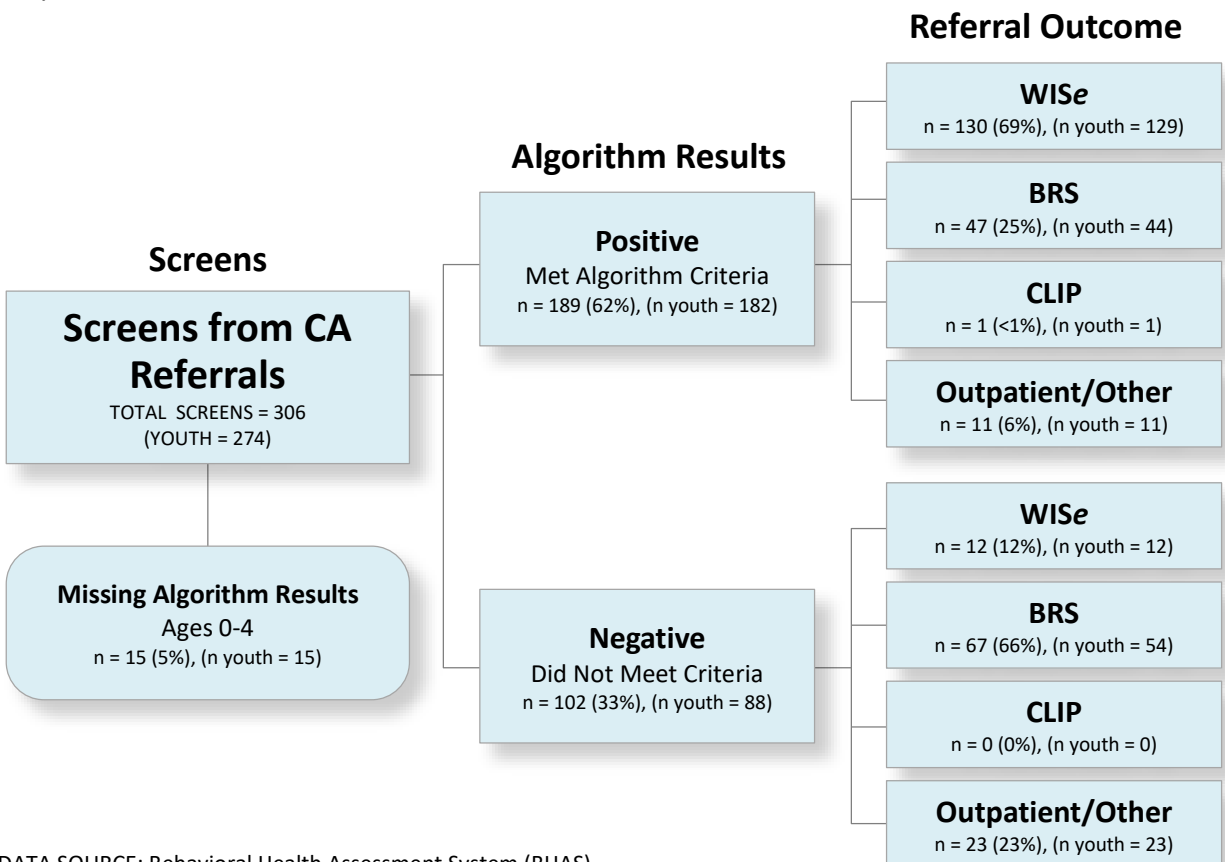 Referral Outcome
WISe
n = 130 (69%), (n youth = 129)
Algorithm Results
BRS
n = 47 (25%), (n youth = 44)
Positive
Met Algorithm Criteria
n = 189 (62%), (n youth = 182)
Screens
CLIP
n = 1 (<1%), (n youth = 1)
Screens from CA
Referrals
TOTAL SCREENS = 306
(YOUTH = 274)
Outpatient/Other
n = 11 (6%), (n youth = 11)
WISe
n = 12 (12%), (n youth = 12)
Missing Algorithm Results
Ages 0-4
n = 15 (5%), (n youth = 15)
BRS
n = 67 (66%), (n youth = 54)
Negative
Did Not Meet Criteria
n = 102 (33%), (n youth = 88)
CLIP
n = 0 (0%), (n youth = 0)
Outpatient/Other
n = 23 (23%), (n youth = 23)
DATA SOURCE: Behavioral Health Assessment System (BHAS)